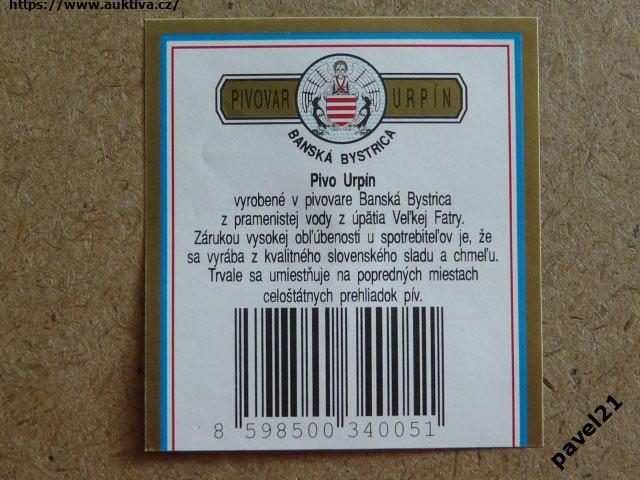 https://www.auktiva.cz/
PIVOVAR URPÍN
BANSKÁ BYSTRICA
Pivo Urpín
vyrobené v pivovare Banská Bystrica
z pramenistej vody z úpätia Veľkej Fatry.
Zárukou vysokej obľúbenosti u spotrebiteľov je, že
sa vyrába z kvalitného slovenského sladu a chmeľu.
Trvale sa umiestňuje na popredných miestach
celoštátnych prehliadok pív.
8 598500 340051
pavel21